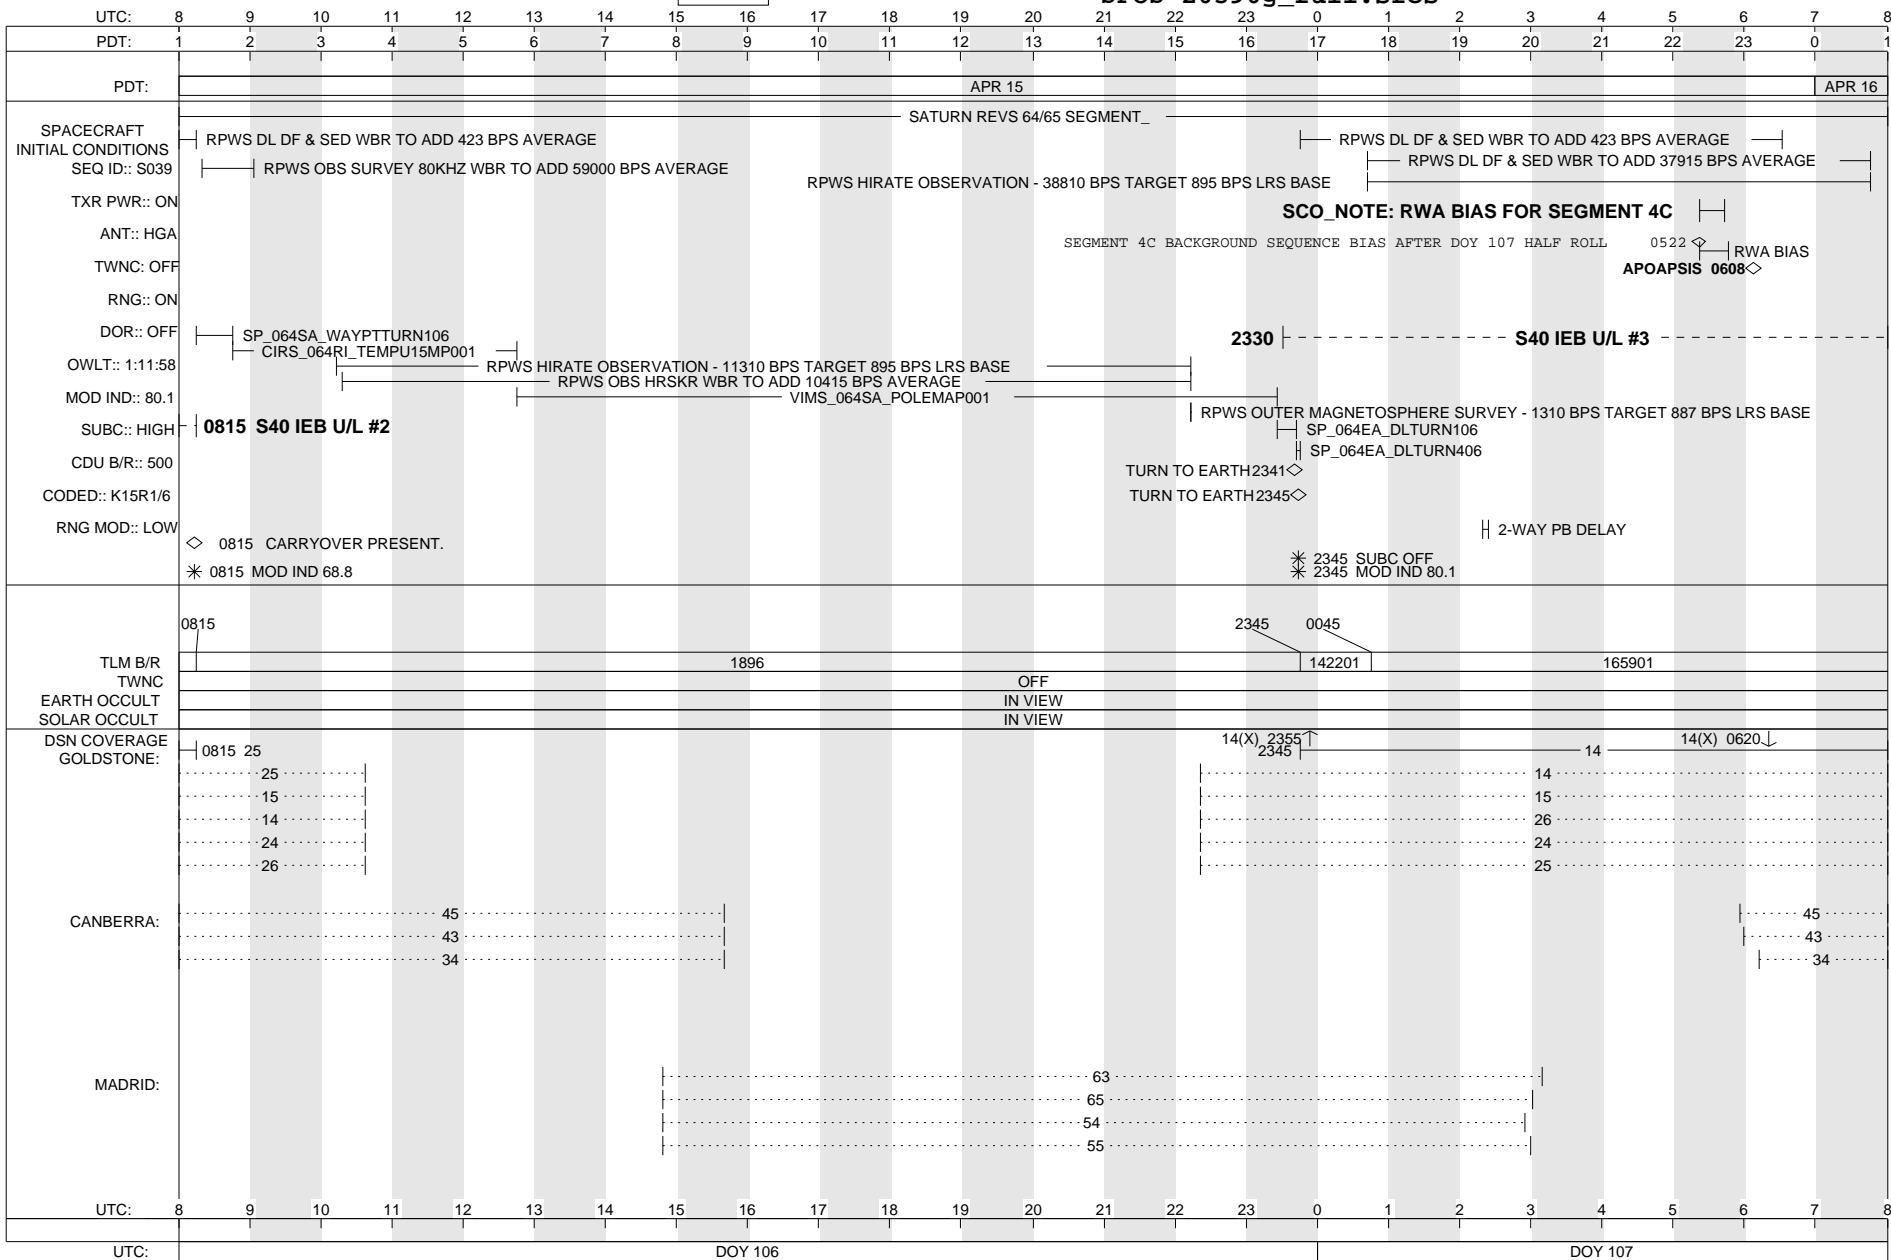 UTC: 8 9 10 11 12 13 14 15 16 17 18 19 20 21 22 23 0 1 2 3 4 5 6 7 8
PDT: 1 2 3 4 5 6 7 8 9 10 11 12 13 14 15 16 17 18 19 20 21 22 23 0 1
PDT: APR 15 APR 16
SATURN REVS 64/65 SEGMENT_
SPACECRAFT
INITIAL CONDITIONS
RPWS DL DF & SED WBR TO ADD 423 BPS AVERAGE
RPWS DL DF & SED WBR TO ADD 423 BPS AVERAGE
RPWS DL DF & SED WBR TO ADD 37915 BPS AVERAGE
SEQ ID:: S039
RPWS OBS SURVEY 80KHZ WBR TO ADD 59000 BPS AVERAGE
RPWS HIRATE OBSERVATION - 38810 BPS TARGET 895 BPS LRS BASE
TXR PWR:: ON
SCO_NOTE: RWA BIAS FOR SEGMENT 4C
ANT:: HGA
SEGMENT 4C BACKGROUND SEQUENCE BIAS AFTER DOY 107 HALF ROLL 0522
RWA BIAS
TWNC: OFF
APOAPSIS 0608
RNG:: ON
DOR:: OFF
SP_064SA_WAYPTTURN106
2330 S40 IEB U/L #3
CIRS_064RI_TEMPU15MP001
OWLT:: 1:11:58
RPWS HIRATE OBSERVATION - 11310 BPS TARGET 895 BPS LRS BASE
RPWS OBS HRSKR WBR TO ADD 10415 BPS AVERAGE
MOD IND:: 80.1
VIMS_064SA_POLEMAP001
RPWS OUTER MAGNETOSPHERE SURVEY - 1310 BPS TARGET 887 BPS LRS BASE
SUBC:: HIGH
0815 S40 IEB U/L #2
SP_064EA_DLTURN106
SP_064EA_DLTURN406
CDU B/R:: 500
TURN TO EARTH 2341
CODED:: K15R1/6
TURN TO EARTH 2345
RNG MOD:: LOW
2-WAY PB DELAY
0815 CARRYOVER PRESENT.
2345 SUBC OFF
0815 MOD IND 68.8
2345 MOD IND 80.1
0815 2345 0045
TLM B/R 1896 142201 165901
TWNC OFF
EARTH OCCULT IN VIEW
SOLAR OCCULT IN VIEW
DSN COVERAGE
14(X) 2355 14(X) 0620
GOLDSTONE: 0815 25 2345 14
25 14
15 15
14 26
24 24
26 25
CANBERRA: 45 45
43 43
34 34
MADRID: 63
65
54
55
UTC: 8 9 10 11 12 13 14 15 16 17 18 19 20 21 22 23 0 1 2 3 4 5 6 7 8
UTC: DOY 106 DOY 107